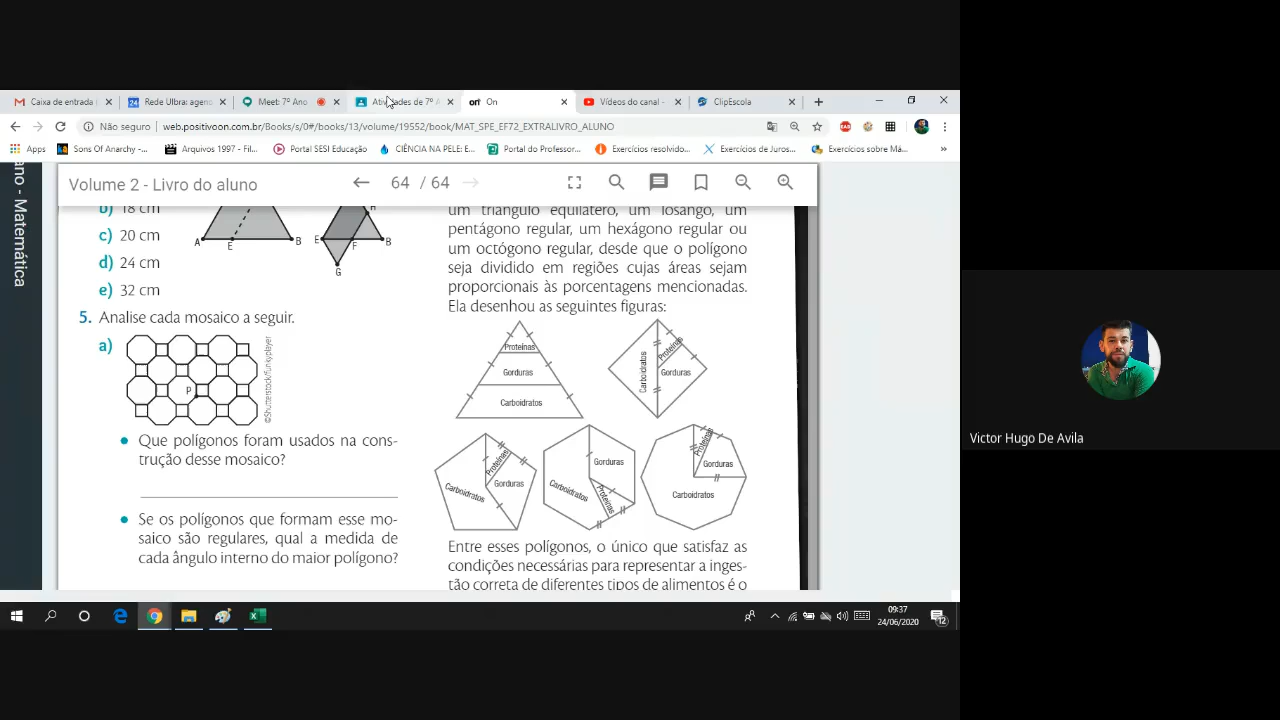 Caixa de entrada
Rede Ulbra: agen
Meet: 7º Ano
Atividades de 7º A
On
Vídeos do canal -
ClipEscola
Não seguro
web.positivoon.com.br/Books/s/0#/books/13/volume/19552/book/MAT_SPE_EF72_EXTRALIVRO_ALUNO
Apps
Sons Of Anarchy -...
Arquivos 1997 - Fil...
Portal SESI Educação
CIÊNCIA NA PELE: E...
Portal do Professor...
Exercícios resolvido...
Exercícios de Juros...
Exercícios sobre Má...
»
ano - Matemática
Volume 2 - Livro do aluno
64 / 64
b) 18 cm
c) 20 cm
d) 24 cm
e) 32 cm
A E B
H
E F B
G
5. Analise cada mosaico a seguir.
a)
P
©Shutterstock/funkyplayer
• Que polígonos foram usados na cons-
trução desse mosaico?
• Se os polígonos que formam esse mo-
saico são regulares, qual a medida de
cada ângulo interno do maior polígono?
um triângulo equilátero, um losango, um
pentágono regular, um hexágono regular ou
um octógono regular, desde que o polígono
seja dividido em regiões cujas áreas sejam
proporcionais às porcentagens mencionadas.
Ela desenhou as seguintes figuras:
Proteínas
Gorduras
Carboidratos
Carboidratos
Proteínas
Gorduras
Carboidratos
Proteínas
Gorduras
Carboidratos
Gorduras
Proteínas
Proteínas
Gorduras
Carboidratos
Entre esses polígonos, o único que satisfaz as
condições necessárias para representar a inges-
tão correta de diferentes tipos de alimentos é o
Victor Hugo De Avila
09:37
24/06/2020
12